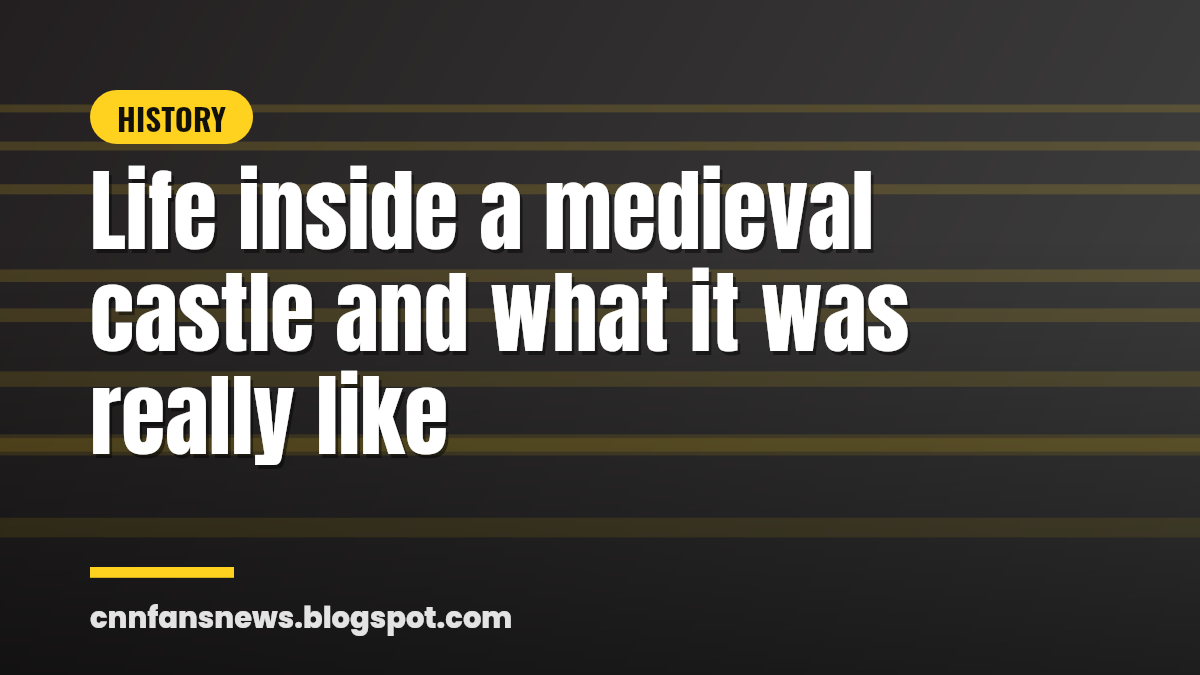 HISTORY
Life inside a medieval
castle and what it was
really like
cnnfansnews.blogspot.com